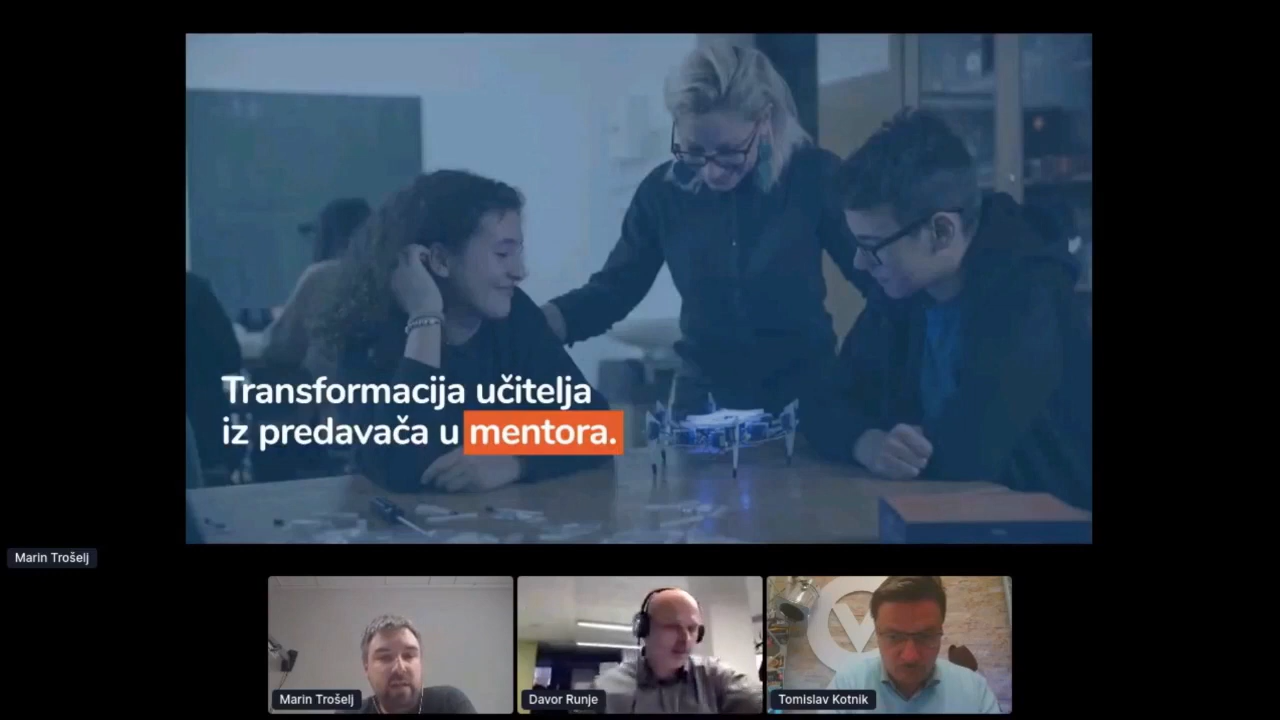 Transformacija učitelja
iz predavača u mentora.
Marin Trošelj
Marin Trošelj
Davor Runje
Tomislav Kotnik